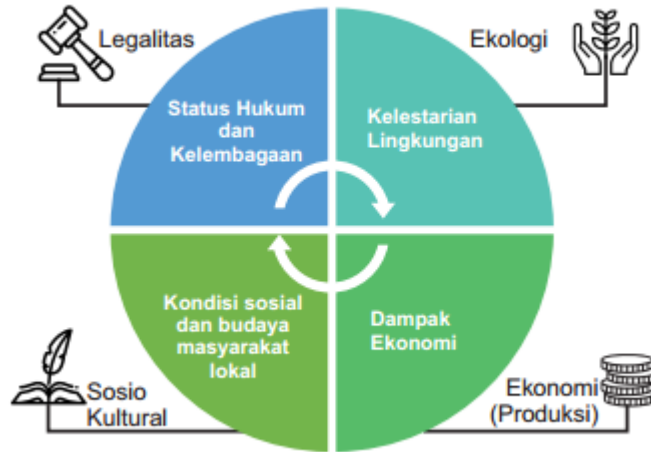 Legalitas
Ekologi
Status Hukum
dan
Kelembagaan
Kelestarian
Lingkungan
Kondisi sosial
dan budaya
masyarakat
lokal
Dampak
Ekonomi
Sosio
Kultural
Ekonomi
(Produksi)